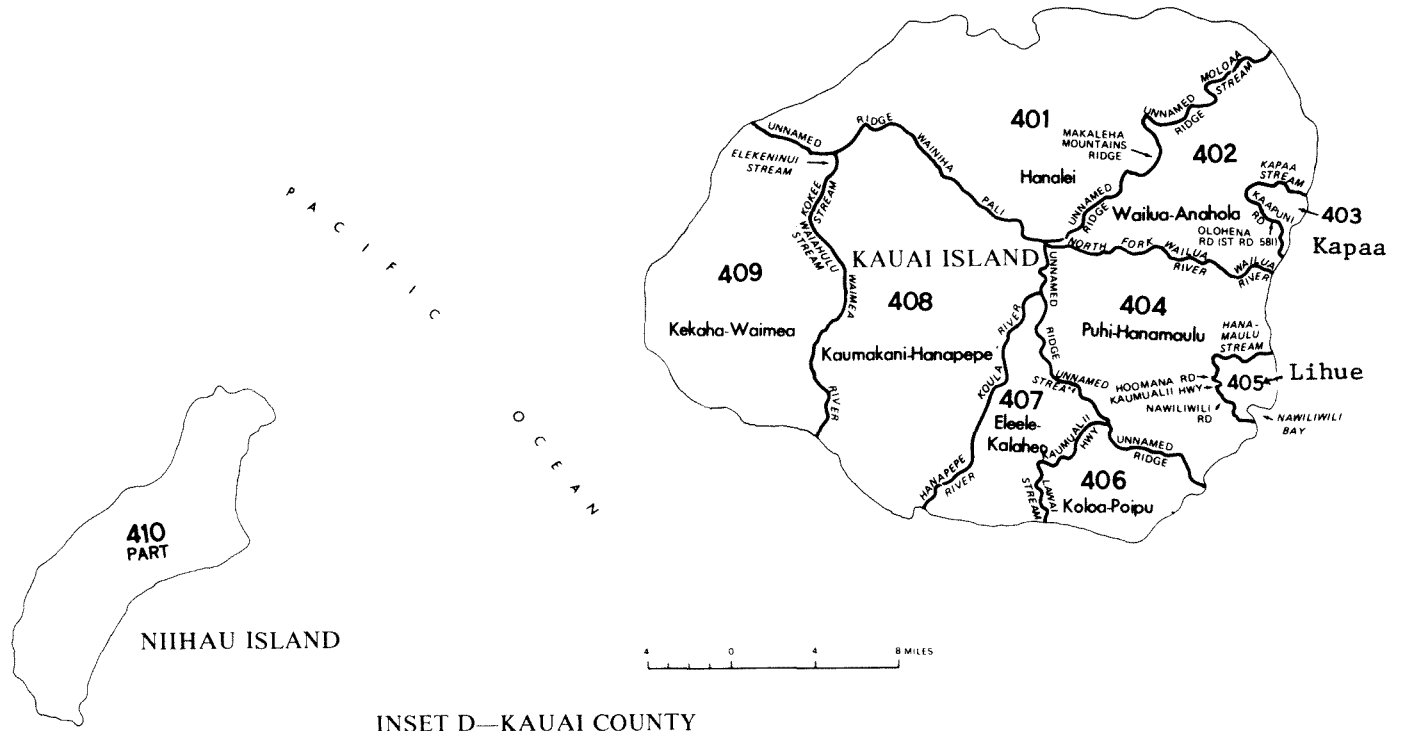 401
Hanalei
402
Wailua-Anahola
403
Kapaa
404
Puhi-Hanamaulu
405
Lihue
406
Koloa-Poipu
407
Eleele-
Kalaheo
408
Kaumakani-Hanapepe
409
Kekaha-Waimea
410
PART
KAUAI ISLAND
NIIHAU ISLAND
PACIFIC OCEAN
UNNAMED
RIDGE
WAINIHA
PALI
ELEKENINUI
STREAM
KOKEE
STREAM
WAIAHULU
STREAM
WAIMEA
RIVER
MOLOAA
STREAM
UNNAMED
RIDGE
MAKALEHA
MOUNTAINS
RIDGE
UNNAMED
RIDGE
KAPAA
STREAM
KAAPUNI
RD
OLOHENA
RD IST RD 5811
NORTH FORK WAILUA
RIVER
WAILUA
RIVER
UNNAMED
RIDGE
UNNAMED
HANA-
MAULU
STREAM
HOOMANA RD
KAUMUALII HWY
NAWILIWILI
RD
NAWILIWILI
BAY
KOULA
RIVER
HANAPEPE
RIVER
KAUMUALII
HWY
LAWAI
STREAM
UNNAMED
RIDGE
4 0 4 8 MILES
INSET D—KAUAI COUNTY